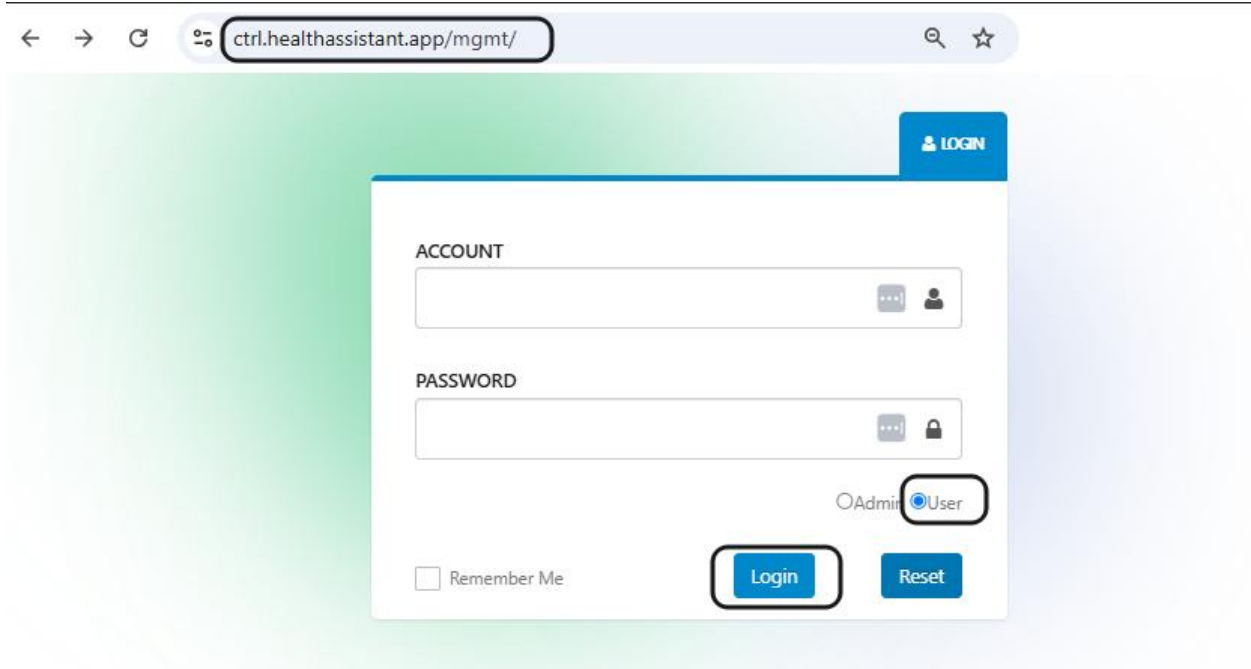 ctrl.healthassistant.app/mgmt/
LOGIN
ACCOUNT
PASSWORD
Admin User
Remember Me Login Reset